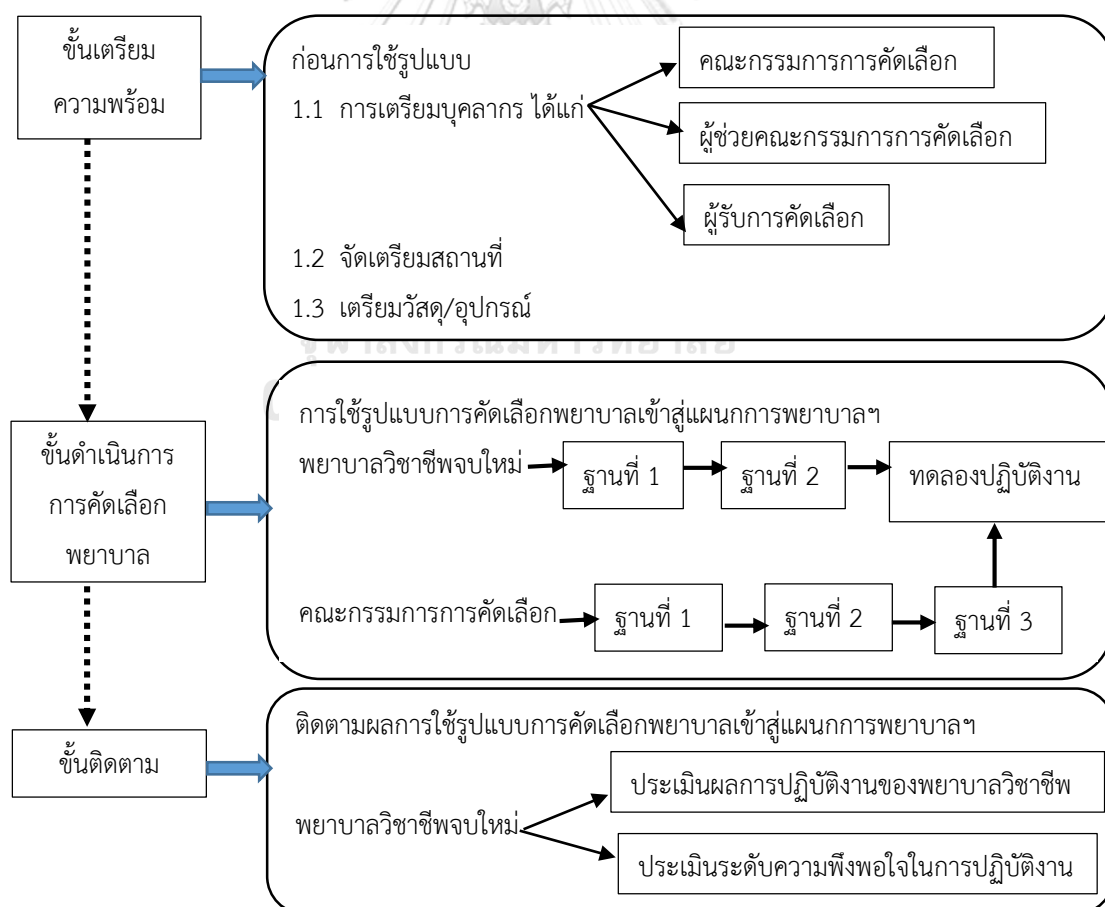 ขั้นเตรียม
ความพร้อม
ก่อนการใช้รูปแบบ
1.1 การเตรียมบุคลากร ได้แก่
คณะกรรมการการคัดเลือก
ผู้ช่วยคณะกรรมการการคัดเลือก
ผู้รับการคัดเลือก
1.2 จัดเตรียมสถานที่
1.3 เตรียมวัสดุ/อุปกรณ์
จุฬาลงกรณ์มหาวิทยาลัย
ขั้นดำเนินการ
การคัดเลือก
พยาบาล
การใช้รูปแบบการคัดเลือกพยาบาลเข้าสู่แผนกการพยาบาลฯ
พยาบาลวิชาชีพจบใหม่
ฐานที่ 1
ฐานที่ 2
ทดลองปฏิบัติงาน
คณะกรรมการการคัดเลือก
ฐานที่ 1
ฐานที่ 2
ฐานที่ 3
ขั้นติดตาม
ติดตามผลการใช้รูปแบบการคัดเลือกพยาบาลเข้าสู่แผนกการพยาบาลฯ
พยาบาลวิชาชีพจบใหม่
ประเมินผลการปฏิบัติงานของพยาบาลวิชาชีพ
ประเมินระดับความพึงพอใจในการปฏิบัติงาน